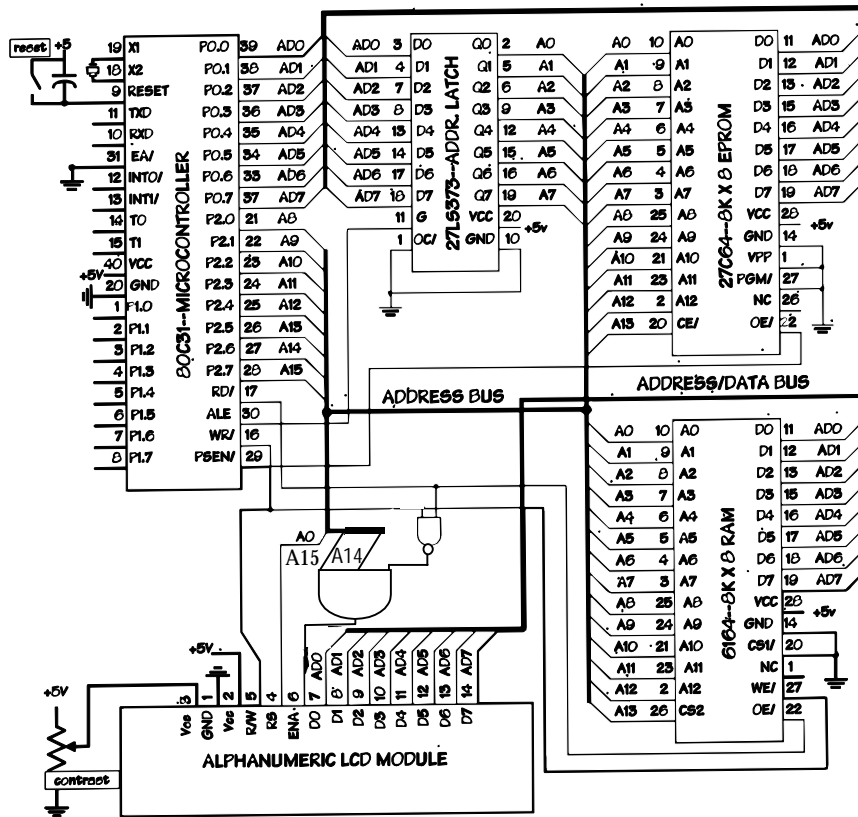 reset +5
19 X1 P0.0 39 AD0
18 X2 P0.1 38 AD1
9 RESET P0.2 37 AD2
11 TXD P0.3 36 AD3
10 RXD P0.4 35 AD4
31 EA/ P0.5 34 AD5
12 INT0/ P0.6 33 AD6
13 INT1/ P0.7 37 AD7
14 T0 P2.0 21 A8
15 T1 P2.1 22 A9
+5V 40 VCC P2.2 23 A10
20 GND P2.3 24 A11
1 P1.0 P2.4 25 A12
2 P1.1 P2.5 26 A13
3 P1.2 P2.6 27 A14
4 P1.3 P2.7 28 A15
5 P1.4 RD/ 17
6 P1.5 ALE 30
7 P1.6 WR/ 16
8 P1.7 PSEN/ 29
80C31--MICROCONTROLLER
AD0 3 D0 Q0 2 A0
AD1 4 D1 Q1 5 A1
AD2 7 D2 Q2 6 A2
AD3 8 D3 Q3 9 A3
AD4 13 D4 Q4 12 A4
AD5 14 D5 Q5 15 A5
AD6 17 D6 Q6 16 A6
AD7 18 D7 Q7 19 A7
11 G VCC 20
+5v
1 OC/ GND 10
27LS373--ADDR. LATCH
A0 10 A0 D0 11 AD0
A1 9 A1 D1 12 AD1
A2 8 A2 D2 13 AD2
A3 7 A3 D3 15 AD3
A4 6 A4 D4 16 AD4
A5 5 A5 D5 17 AD5
A6 4 A6 D6 18 AD6
A7 3 A7 D7 19 AD7
A8 25 A8 VCC 28
+5v
A9 24 A9 GND 14
A10 21 A10 VPP 1
A11 23 A11 PGM/ 27
A12 2 A12 NC 26
A13 20 CE/ OE/ 22
27C64--8K X 8 EPROM
ADDRESS BUS
ADDRESS/DATA BUS
A0 10 A0 D0 11 AD0
A1 9 A1 D1 12 AD1
A2 8 A2 D2 13 AD2
A3 7 A3 D3 15 AD3
A4 6 A4 D4 16 AD4
A5 5 A5 D5 17 AD5
A6 4 A6 D6 18 AD6
A7 3 A7 D7 19 AD7
A8 25 A8 VCC 28
+5v
A9 24 A9 GND 14
A10 21 A10 CS1/ 20
A11 23 A11 NC 1
A12 2 A12 WE/ 27
A13 26 CS2 OE/ 22
6164--8K X 8 RAM
A0
A15 A14
+5V
+5V
AD0 AD1 AD2 AD3 AD4 AD5 AD6 AD7
3 1 2 5 4 6 7 8 9 10 11 12 13 14
Vcc GND Vcc R/W RS ENA D0 D1 D2 D3 D4 D5 D6 D7
ALPHANUMERIC LCD MODULE
contrast